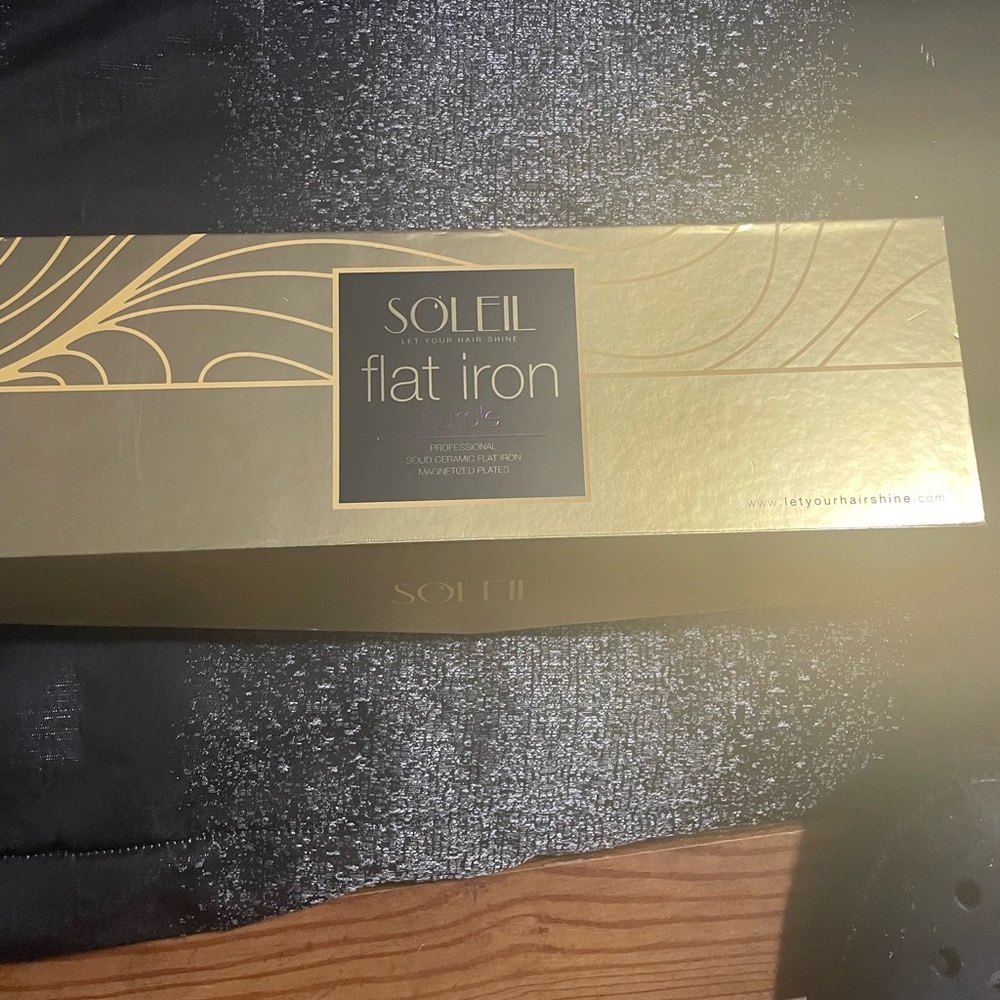 SOLEIL
LET YOUR HAIR SHINE
flat iron
purple
PROFESSIONAL
SOLID CERAMIC FLAT IRON
MAGNETIZED PLATES
www.letyourhairshine.com
SOLEIL